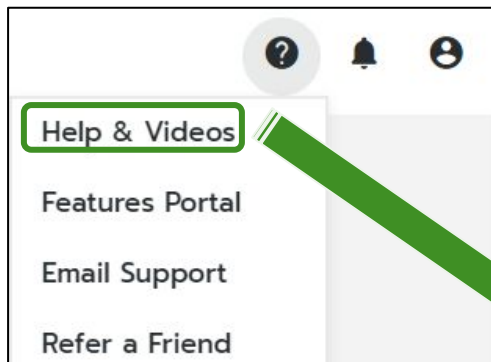 Help & Videos
Features Portal
Email Support
Refer a Friend